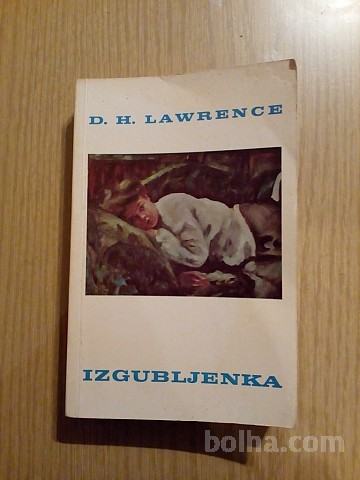 D. H. LAWRENCE
IZGUBLJENKA
bolha.com